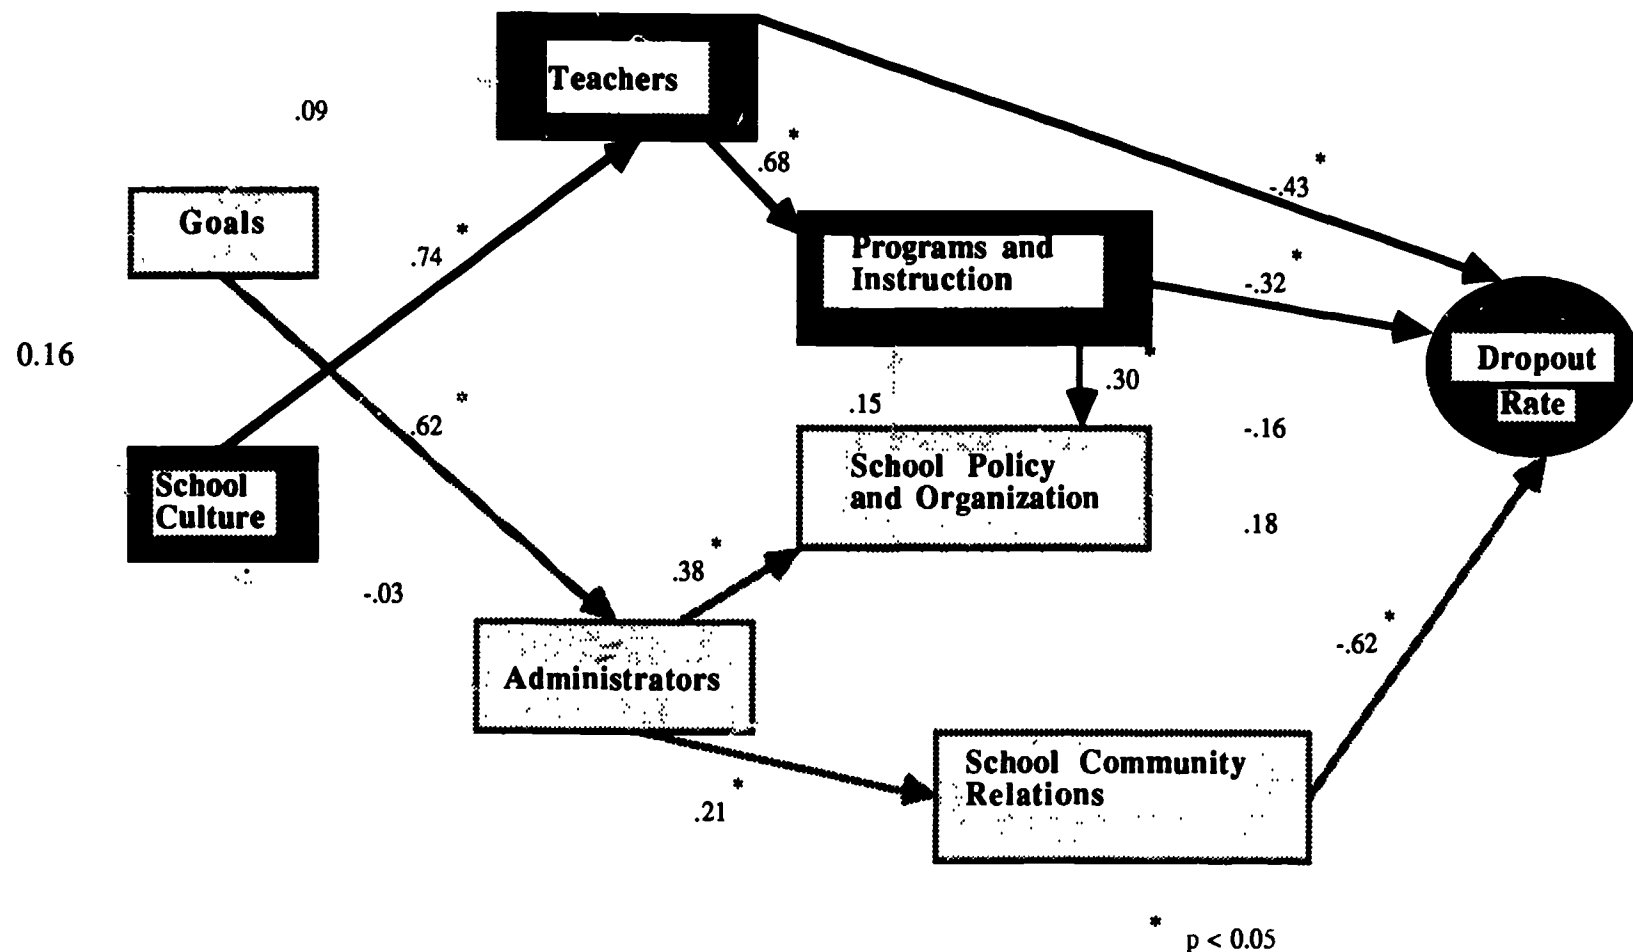 Teachers
.09
.68
*
-.43
*
Goals
.74
*
Programs and
Instruction
-.32
*
0.16
Dropout
Rate
.62
*
.15
.30
*
-.16
School
Culture
School Policy
and Organization
.18
-.03
.38
*
-.62
*
Administrators
School Community
Relations
.21
*
* p < 0.05